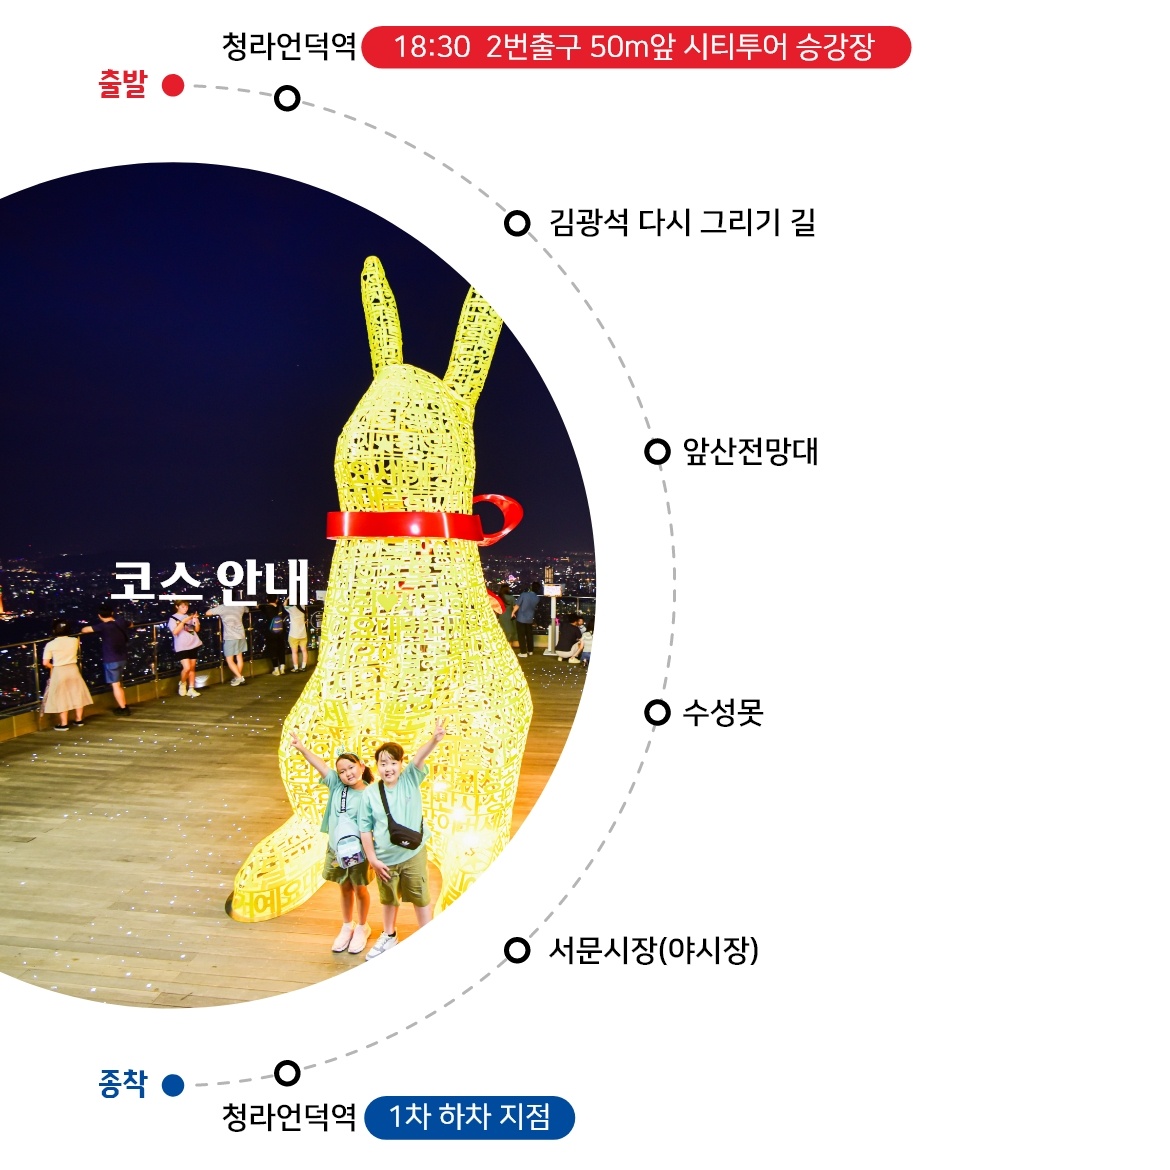 청라언덕역 18:30 2번출구 50m앞 시티투어 승강장
출발
김광석 다시 그리기 길
앞산전망대
코스 안내
수성못
서문시장(야시장)
종착
청라언덕역 1차 하차 지점